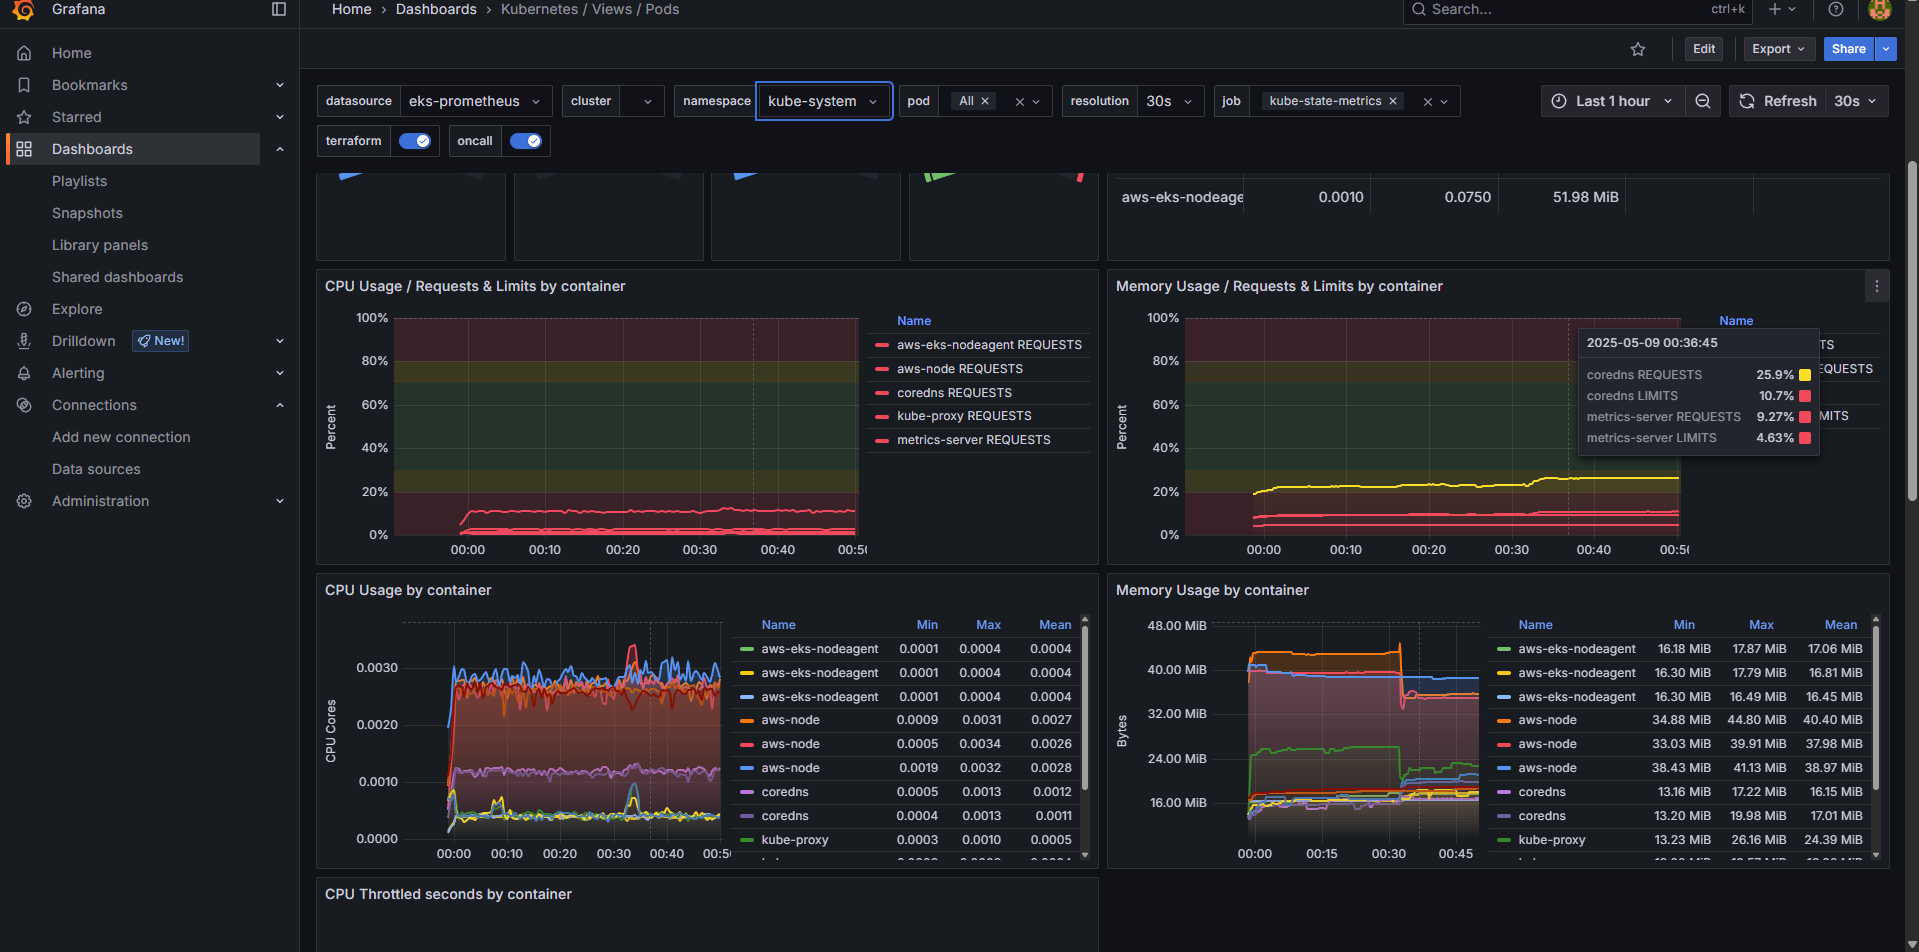 Grafana
Home > Dashboards > Kubernetes / Views / Pods
Search...
ctrl+k
Edit
Export
Share
Home
Bookmarks
Starred
Dashboards
Playlists
Snapshots
Library panels
Shared dashboards
Explore
Drilldown New!
Alerting
Connections
Add new connection
Data sources
Administration
datasource eks-prometheus cluster namespace kube-system pod All resolution 30s job kube-state-metrics
Last 1 hour Refresh 30s
terraform oncall
aws-eks-nodeage 0.0010 0.0750 51.98 MiB
CPU Usage / Requests & Limits by container
Percent
100%
80%
60%
40%
20%
0%
00:00 00:10 00:20 00:30 00:40 00:50
Name
aws-eks-nodeagent REQUESTS
aws-node REQUESTS
coredns REQUESTS
kube-proxy REQUESTS
metrics-server REQUESTS
Memory Usage / Requests & Limits by container
Percent
100%
80%
60%
40%
20%
0%
00:00 00:10 00:20 00:30 00:40 00:50
Name
TS
EQUESTS
MITS
2025-05-09 00:36:45
coredns REQUESTS 25.9%
coredns LIMITS 10.7%
metrics-server REQUESTS 9.27%
metrics-server LIMITS 4.63%
CPU Usage by container
CPU Cores
0.0030
0.0020
0.0010
0.0000
00:00 00:10 00:20 00:30 00:40 00:50
Name Min Max Mean
aws-eks-nodeagent 0.0001 0.0004 0.0004
aws-eks-nodeagent 0.0001 0.0004 0.0004
aws-eks-nodeagent 0.0001 0.0004 0.0004
aws-node 0.0009 0.0031 0.0027
aws-node 0.0005 0.0034 0.0026
aws-node 0.0019 0.0032 0.0028
coredns 0.0005 0.0013 0.0012
coredns 0.0004 0.0013 0.0011
kube-proxy 0.0003 0.0010 0.0005
Memory Usage by container
Bytes
48.00 MiB
40.00 MiB
32.00 MiB
24.00 MiB
16.00 MiB
00:00 00:15 00:30 00:45
Name Min Max Mean
aws-eks-nodeagent 16.18 MiB 17.87 MiB 17.06 MiB
aws-eks-nodeagent 16.30 MiB 17.79 MiB 16.81 MiB
aws-eks-nodeagent 16.30 MiB 16.49 MiB 16.45 MiB
aws-node 34.88 MiB 44.80 MiB 40.40 MiB
aws-node 33.03 MiB 39.91 MiB 37.98 MiB
aws-node 38.43 MiB 41.13 MiB 38.97 MiB
coredns 13.16 MiB 17.22 MiB 16.15 MiB
coredns 13.20 MiB 19.98 MiB 17.01 MiB
kube-proxy 13.23 MiB 26.16 MiB 24.39 MiB
CPU Throttled seconds by container